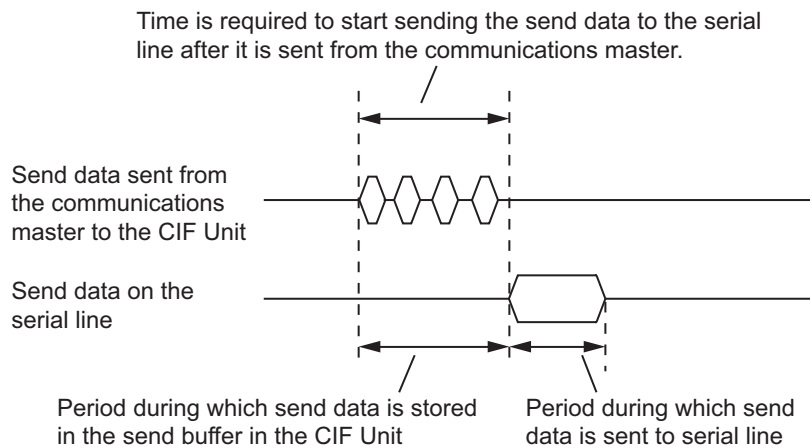 Time is required to start sending the send data to the serial
line after it is sent from the communications master.
Send data sent from
the communications
master to the CIF Unit
Send data on the
serial line
Period during which send data is stored
in the send buffer in the CIF Unit
Period during which send
data is sent to serial line